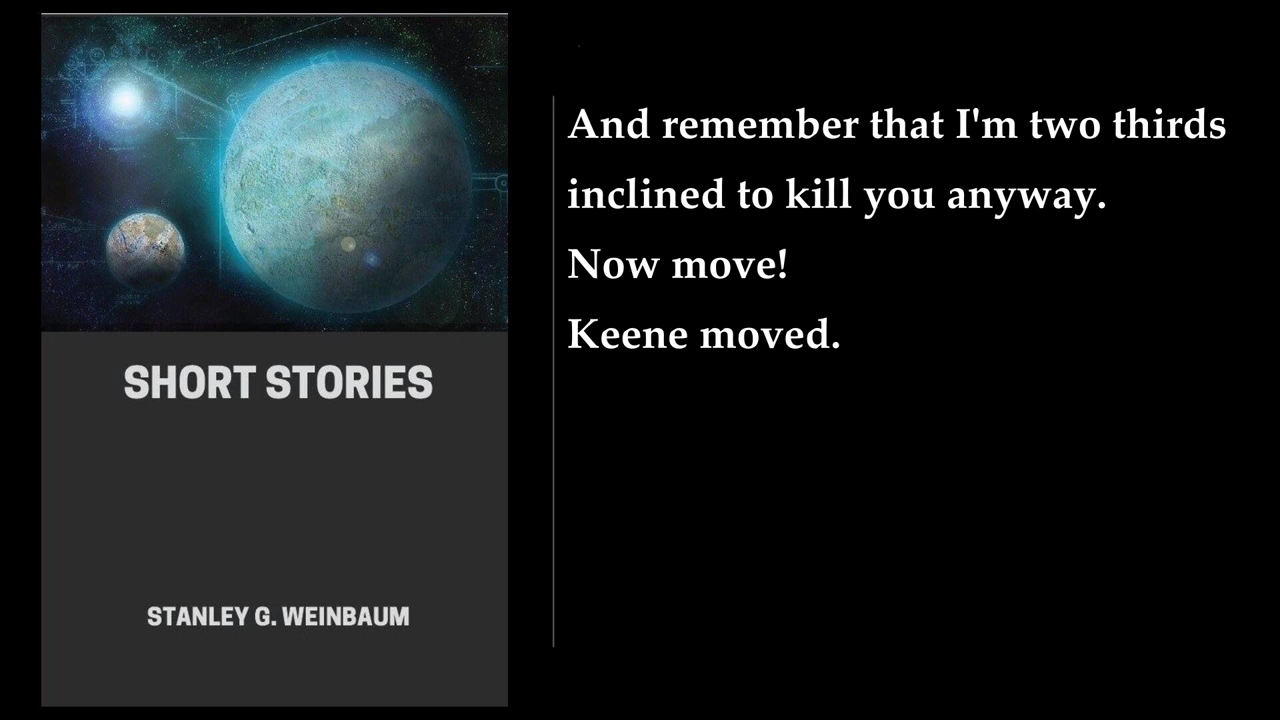 SHORT STORIES
STANLEY G. WEINBAUM
And remember that I'm two thirds
inclined to kill you anyway.
Now move!
Keene moved.